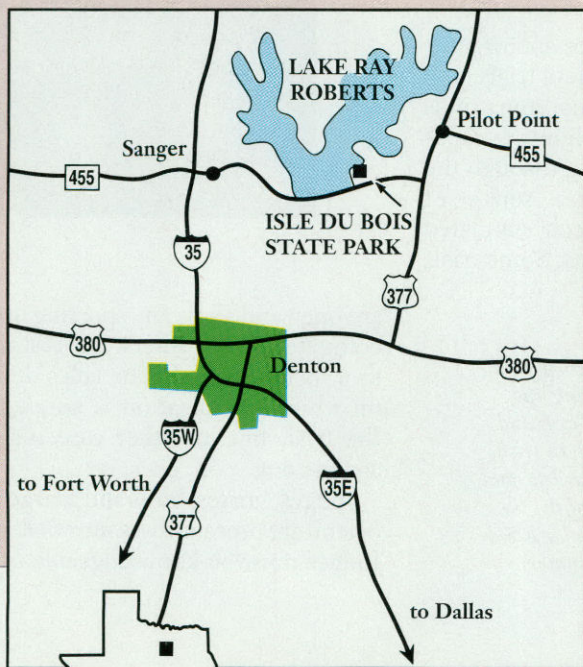 LAKE RAY
ROBERTS
Pilot Point
Sanger
455
455
ISLE DU BOIS
STATE PARK
35
377
380
Denton
380
35W
35E
to Fort Worth
377
to Dallas